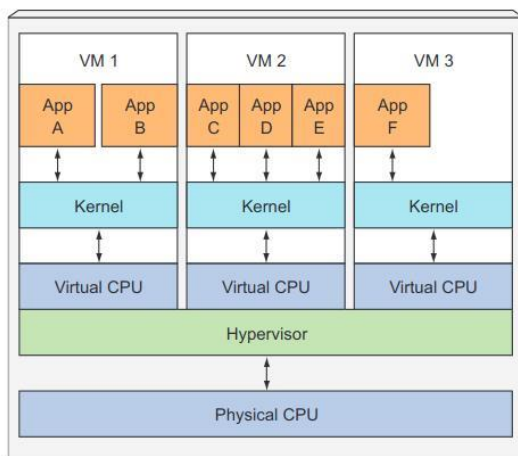 VM 1
VM 2
VM 3
App
A
App
B
App
C
App
D
App
E
App
F
Kernel
Kernel
Kernel
Virtual CPU
Virtual CPU
Virtual CPU
Hypervisor
Physical CPU